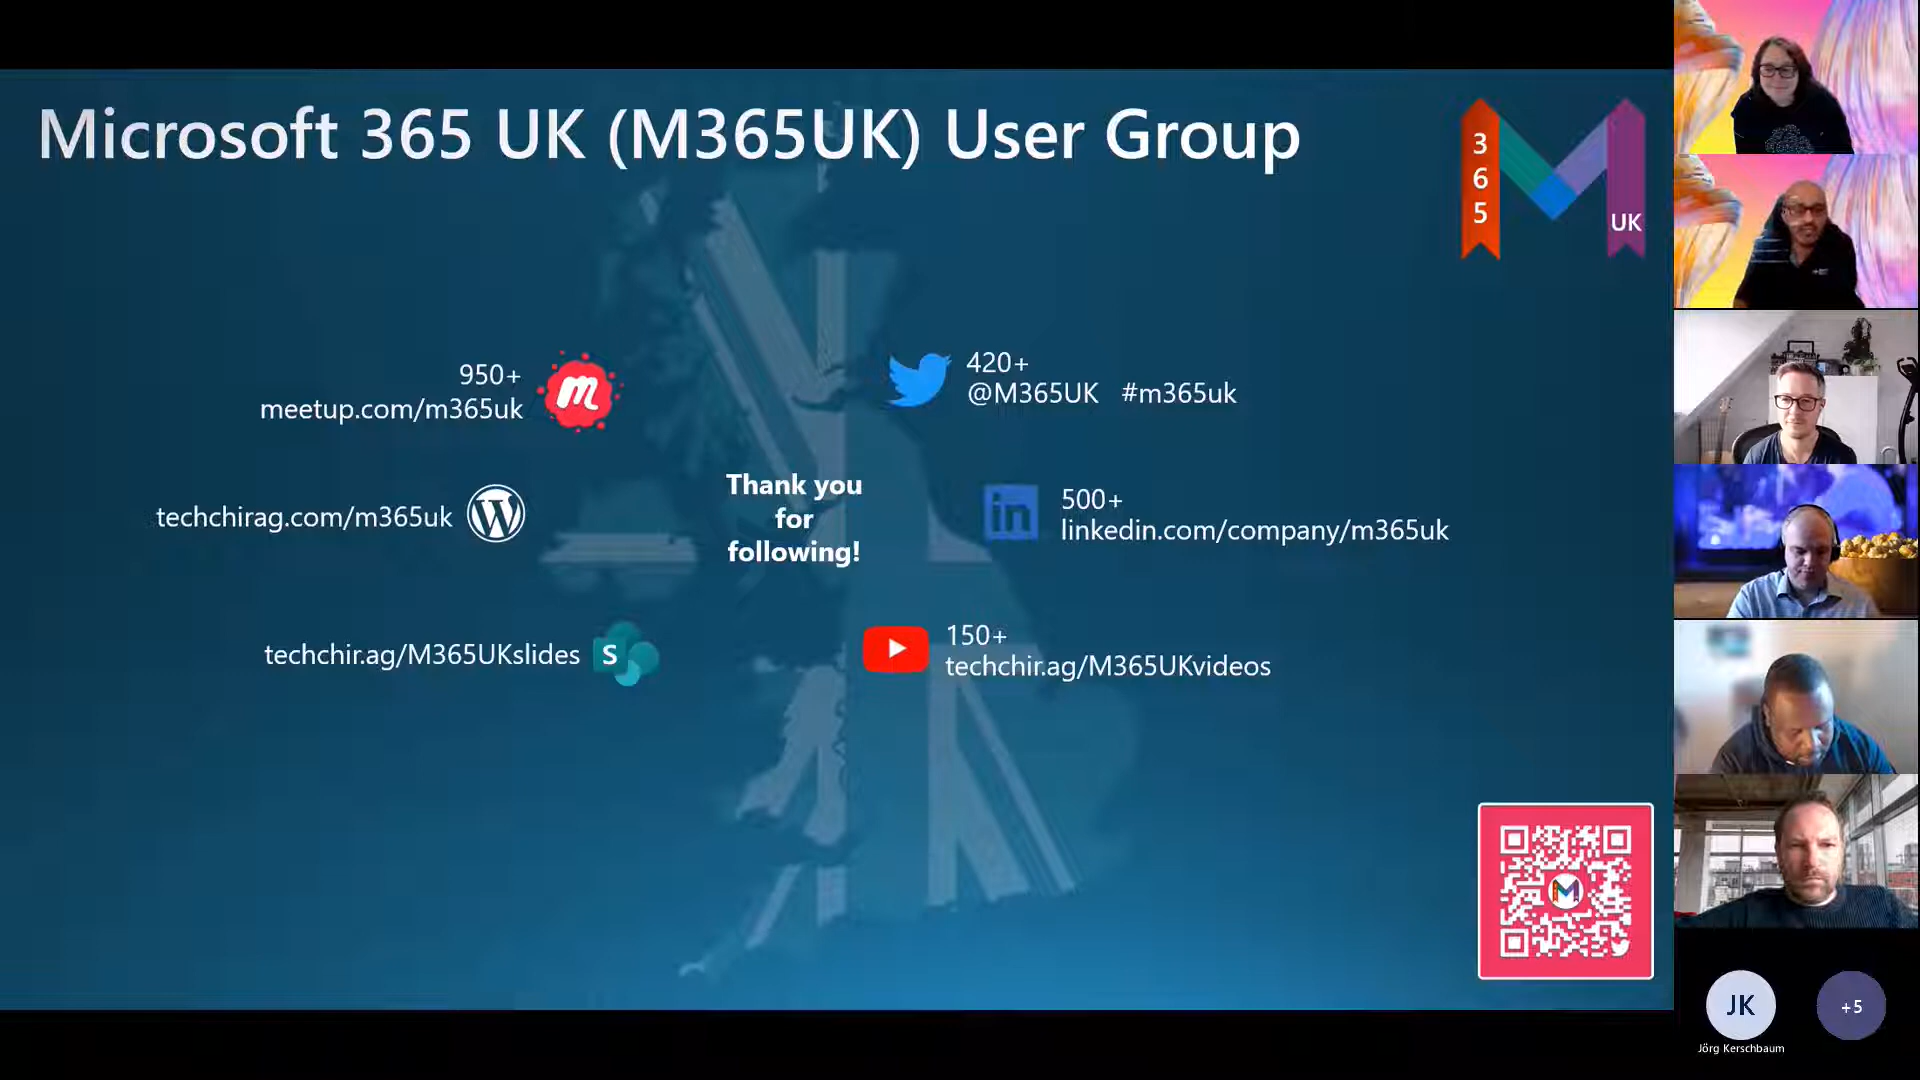 Microsoft 365 UK (M365UK) User Group
3
6
5
UK
950+
meetup.com/m365uk
m
420+
@M365UK #m365uk
techchirag.com/m365uk
W
Thank you
for
following!
in
500+
linkedin.com/company/m365uk
techchir.ag/M365UKslides
S
150+
techchir.ag/M365UKvideos
M
JK
+5
Jörg Kerschbaum